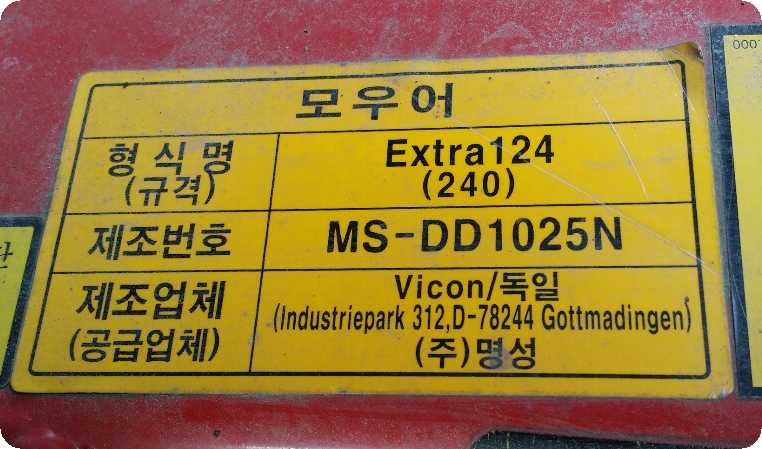 모우어
형식명
(규격)
Extra124
(240)
제조번호
MS-DD1025N
제조업체
(공급업체)
Vicon/독일
(Industriepark 312,D-78244 Gottmadingen)
(주)명성
000